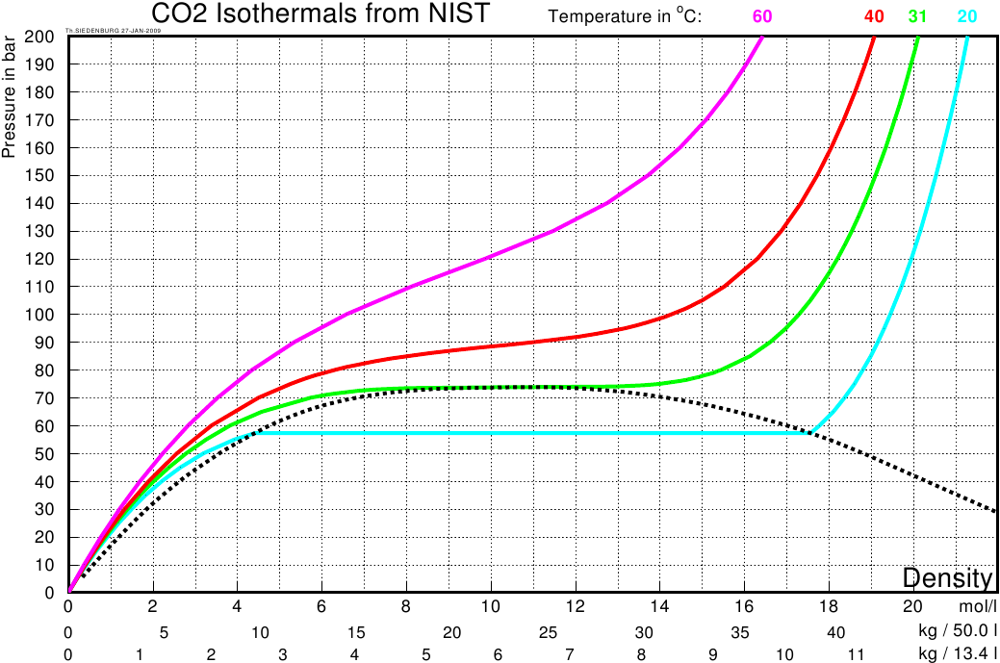 CO2 Isothermals from NIST
Temperature in °C: 60 40 31 20
Th.SIEDENBURG 27-JAN-2009
Pressure in bar
200
190
180
170
160
150
140
130
120
110
100
90
80
70
60
50
40
30
20
10
0
Density
0 2 4 6 8 10 12 14 16 18 20 mol/l
0 5 10 15 20 25 30 35 40 kg / 50.0 l
0 1 2 3 4 5 6 7 8 9 10 11 kg / 13.4 l